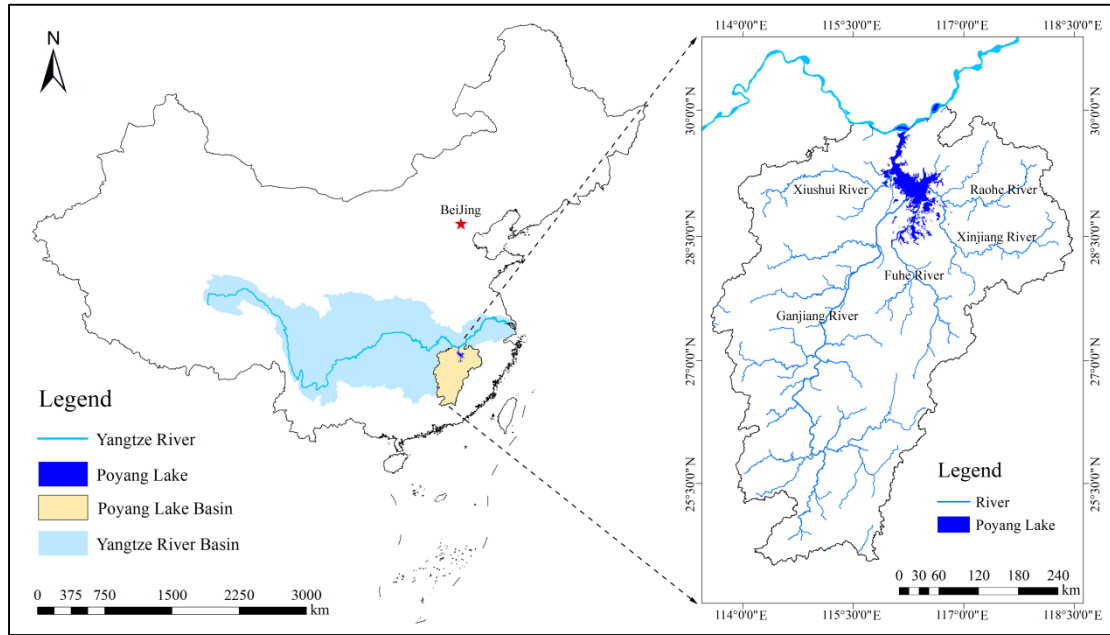 N
BeiJing
Legend
Yangtze River
Poyang Lake
Poyang Lake Basin
Yangtze River Basin
0 375 750 1500 2250 3000
km
114°0'0"E 115°30'0"E 117°0'0"E 118°30'0"E
30°0'0"N 28°30'0"N 27°0'0"N 25°30'0"N
Xiushui River
Raohe River
Xinjiang River
Fuhe River
Ganjiang River
30°0'0"N 28°30'0"N 27°0'0"N 25°30'0"N
Legend
River
Poyang Lake
0 30 60 120 180 240
km
114°0'0"E 115°30'0"E 117°0'0"E 118°30'0"E